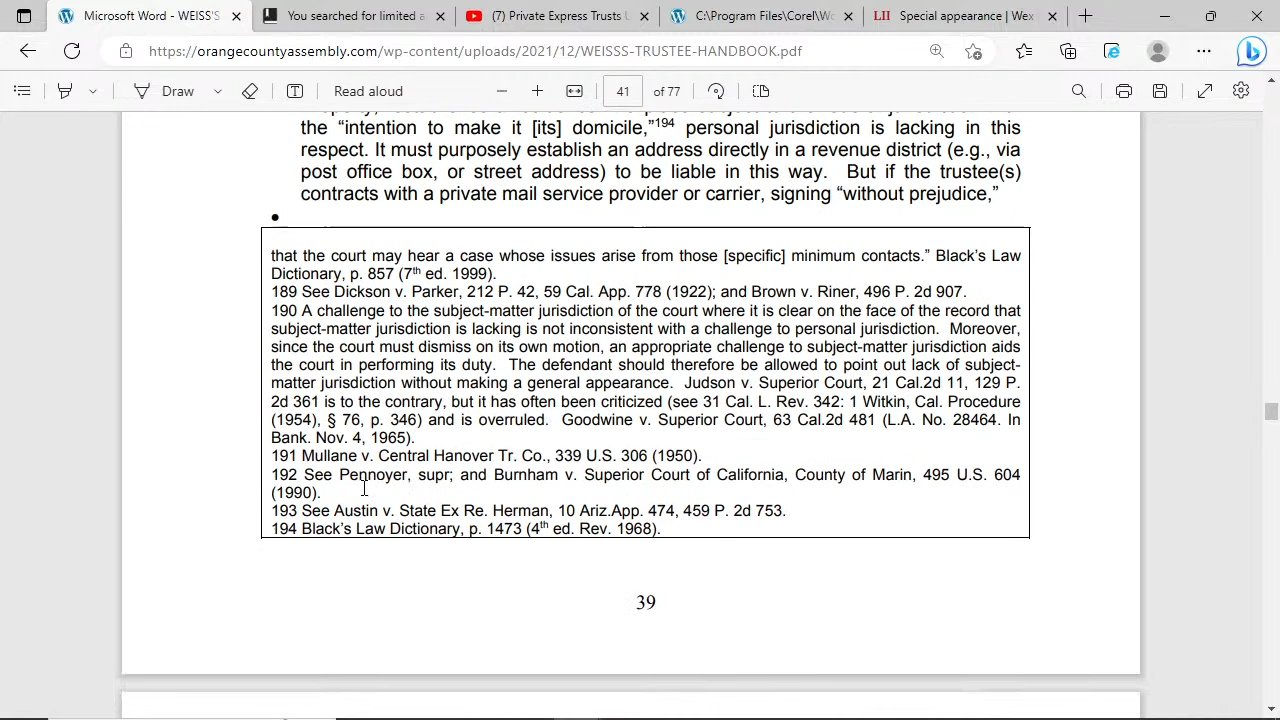 Microsoft Word - WEISS'S
You searched for limited a
(7) Private Express Trusts
C:\Program Files\Corel\Wo
LII Special appearance | Wex
https://orangecountyassembly.com/wp-content/uploads/2021/12/WEISSS-TRUSTEE-HANDBOOK.pdf
Draw
Read aloud
41 of 77
the “intention to make it [its] domicile,”194 personal jurisdiction is lacking in this
respect. It must purposely establish an address directly in a revenue district (e.g., via
post office box, or street address) to be liable in this way. But if the trustee(s)
contracts with a private mail service provider or carrier, signing “without prejudice,”
•
that the court may hear a case whose issues arise from those [specific] minimum contacts.” Black’s Law
Dictionary, p. 857 (7th ed. 1999).
189 See Dickson v. Parker, 212 P. 42, 59 Cal. App. 778 (1922); and Brown v. Riner, 496 P. 2d 907.
190 A challenge to the subject-matter jurisdiction of the court where it is clear on the face of the record that
subject-matter jurisdiction is lacking is not inconsistent with a challenge to personal jurisdiction. Moreover,
since the court must dismiss on its own motion, an appropriate challenge to subject-matter jurisdiction aids
the court in performing its duty. The defendant should therefore be allowed to point out lack of subject-
matter jurisdiction without making a general appearance. Judson v. Superior Court, 21 Cal.2d 11, 129 P.
2d 361 is to the contrary, but it has often been criticized (see 31 Cal. L. Rev. 342: 1 Witkin, Cal. Procedure
(1954), § 76, p. 346) and is overruled. Goodwine v. Superior Court, 63 Cal.2d 481 (L.A. No. 28464. In
Bank. Nov. 4, 1965).
191 Mullane v. Central Hanover Tr. Co., 339 U.S. 306 (1950).
192 See Pennoyer, supr; and Burnham v. Superior Court of California, County of Marin, 495 U.S. 604
(1990).
193 See Austin v. State Ex Re. Herman, 10 Ariz.App. 474, 459 P. 2d 753.
194 Black’s Law Dictionary, p. 1473 (4th ed. Rev. 1968).
39